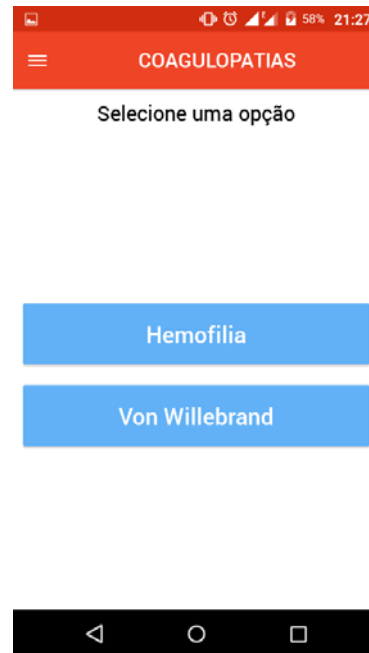 58% 21:27
COAGULOPATIAS
Selecione uma opção
Hemofilia
Von Willebrand